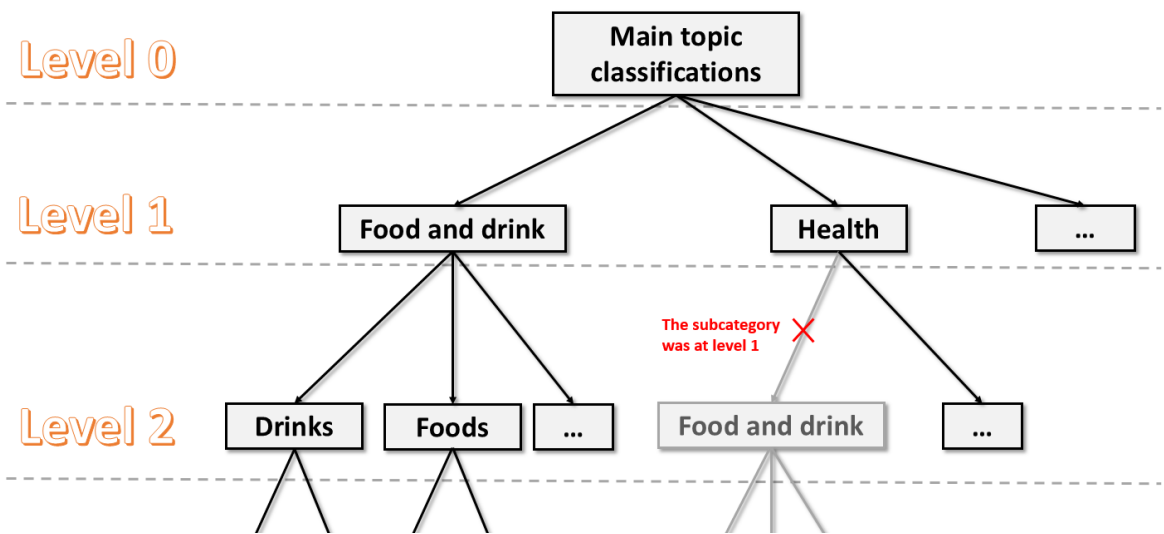 Level 0
Main topic
classifications
Level 1
Food and drink
Health
...
The subcategory
was at level 1
Level 2
Drinks
Foods
...
Food and drink
...